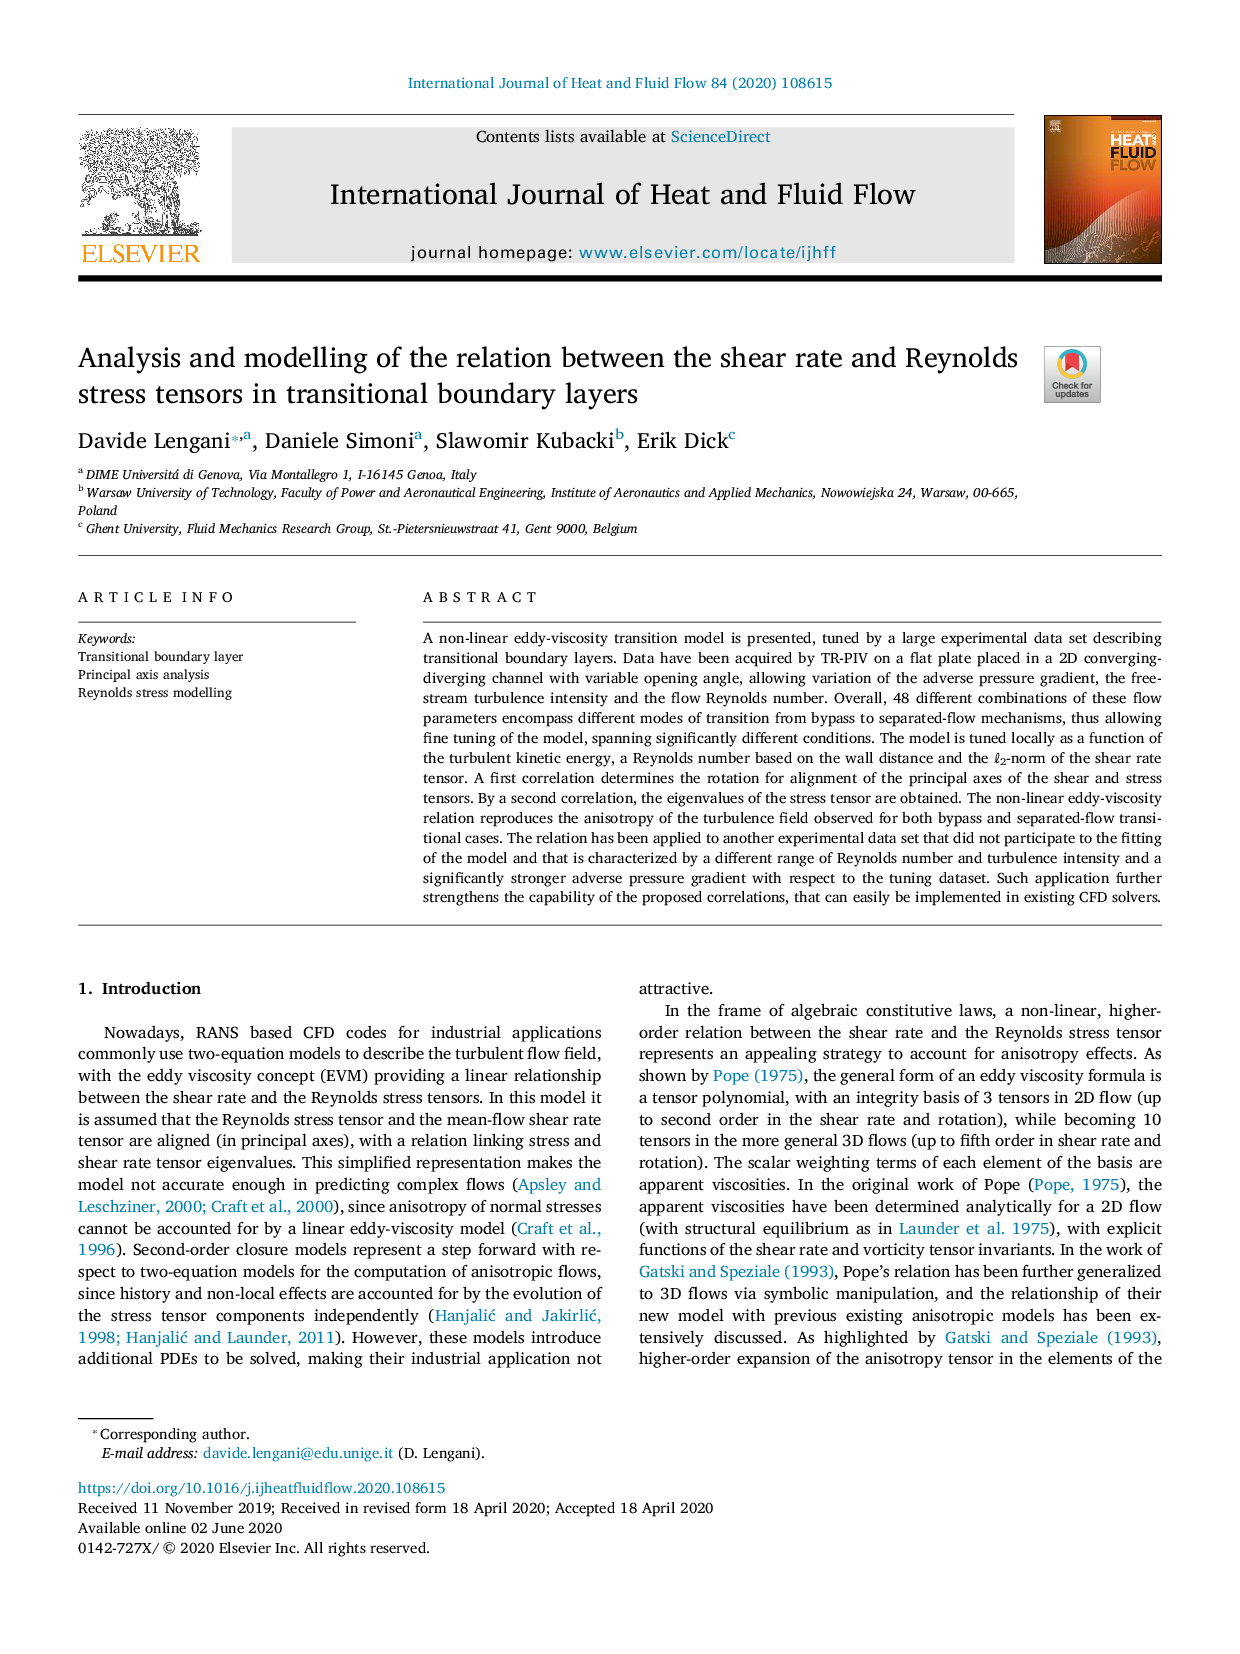 International Journal of Heat and Fluid Flow 84 (2020) 108615
Contents lists available at ScienceDirect
International Journal of Heat and Fluid Flow
journal homepage: www.elsevier.com/locate/ijhff
ELSEVIER
HEAT AND
FLUID
FLOW
Analysis and modelling of the relation between the shear rate and Reynolds
stress tensors in transitional boundary layers
Check for
updates
Davide Lengani⁎,a, Daniele Simonia, Slawomir Kubackib, Erik Dickc
a DIME Universitá di Genova, Via Montallegro 1, I-16145 Genoa, Italy
b Warsaw University of Technology, Faculty of Power and Aeronautical Engineering, Institute of Aeronautics and Applied Mechanics, Nowowiejska 24, Warsaw, 00-665,
Poland
c Ghent University, Fluid Mechanics Research Group, St.-Pietersnieuwstraat 41, Gent 9000, Belgium
ARTICLE INFO
Keywords:
Transitional boundary layer
Principal axis analysis
Reynolds stress modelling
ABSTRACT
A non-linear eddy-viscosity transition model is presented, tuned by a large experimental data set describing
transitional boundary layers. Data have been acquired by TR-PIV on a flat plate placed in a 2D converging-
diverging channel with variable opening angle, allowing variation of the adverse pressure gradient, the free-
stream turbulence intensity and the flow Reynolds number. Overall, 48 different combinations of these flow
parameters encompass different modes of transition from bypass to separated-flow mechanisms, thus allowing
fine tuning of the model, spanning significantly different conditions. The model is tuned locally as a function of
the turbulent kinetic energy, a Reynolds number based on the wall distance and the ℓ2-norm of the shear rate
tensor. A first correlation determines the rotation for alignment of the principal axes of the shear and stress
tensors. By a second correlation, the eigenvalues of the stress tensor are obtained. The non-linear eddy-viscosity
relation reproduces the anisotropy of the turbulence field observed for both bypass and separated-flow transi-
tional cases. The relation has been applied to another experimental data set that did not participate to the fitting
of the model and that is characterized by a different range of Reynolds number and turbulence intensity and a
significantly stronger adverse pressure gradient with respect to the tuning dataset. Such application further
strengthens the capability of the proposed correlations, that can easily be implemented in existing CFD solvers.
1. Introduction
Nowadays, RANS based CFD codes for industrial applications
commonly use two-equation models to describe the turbulent flow field,
with the eddy viscosity concept (EVM) providing a linear relationship
between the shear rate and the Reynolds stress tensors. In this model it
is assumed that the Reynolds stress tensor and the mean-flow shear rate
tensor are aligned (in principal axes), with a relation linking stress and
shear rate tensor eigenvalues. This simplified representation makes the
model not accurate enough in predicting complex flows (Apsley and
Leschziner, 2000; Craft et al., 2000), since anisotropy of normal stresses
cannot be accounted for by a linear eddy-viscosity model (Craft et al.,
1996). Second-order closure models represent a step forward with re-
spect to two-equation models for the computation of anisotropic flows,
since history and non-local effects are accounted for by the evolution of
the stress tensor components independently (Hanjalić and Jakirlić,
1998; Hanjalić and Launder, 2011). However, these models introduce
additional PDEs to be solved, making their industrial application not
attractive.
In the frame of algebraic constitutive laws, a non-linear, higher-
order relation between the shear rate and the Reynolds stress tensor
represents an appealing strategy to account for anisotropy effects. As
shown by Pope (1975), the general form of an eddy viscosity formula is
a tensor polynomial, with an integrity basis of 3 tensors in 2D flow (up
to second order in the shear rate and rotation), while becoming 10
tensors in the more general 3D flows (up to fifth order in shear rate and
rotation). The scalar weighting terms of each element of the basis are
apparent viscosities. In the original work of Pope (Pope, 1975), the
apparent viscosities have been determined analytically for a 2D flow
(with structural equilibrium as in Launder et al. 1975), with explicit
functions of the shear rate and vorticity tensor invariants. In the work of
Gatski and Speziale (1993), Pope's relation has been further generalized
to 3D flows via symbolic manipulation, and the relationship of their
new model with previous existing anisotropic models has been ex-
tensively discussed. As highlighted by Gatski and Speziale (1993),
higher-order expansion of the anisotropy tensor in the elements of the
⁎ Corresponding author.
E-mail address: davide.lengani@edu.unige.it (D. Lengani).
https://doi.org/10.1016/j.ijheatfluidflow.2020.108615
Received 11 November 2019; Received in revised form 18 April 2020; Accepted 18 April 2020
Available online 02 June 2020
0142-727X/ © 2020 Elsevier Inc. All rights reserved.